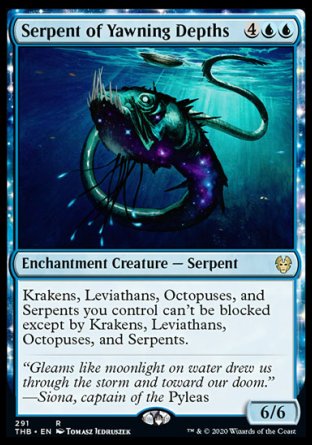 Serpent of Yawning Depths 4
Enchantment Creature — Serpent
Krakens, Leviathans, Octopuses, and
Serpents you control can't be blocked
except by Krakens, Leviathans,
Octopuses, and Serpents.
“Gleams like moonlight on water drew us
through the storm and toward our doom.”
—Siona, captain of the Pyleas
6/6
291 R
THB • EN Tomasz Jedruszek
™ & © 2020 Wizards of the Coast